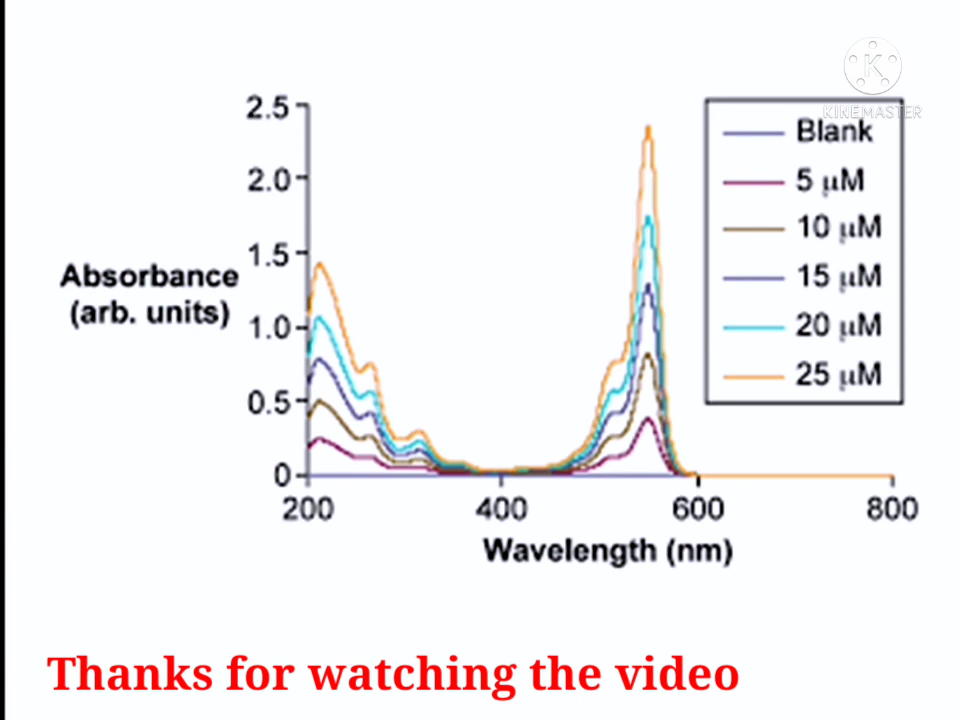 K
KINEMASTER
2.5
2.0
1.5
1.0
0.5
0
Absorbance
(arb. units)
200 400 600 800
Wavelength (nm)
Blank
5 µM
10 µM
15 µM
20 µM
25 µM
Thanks for watching the video